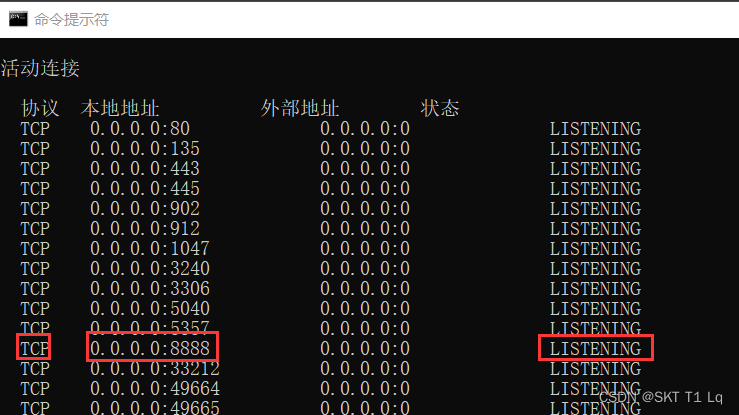 命令提示符
活动连接
协议 本地地址 外部地址 状态
TCP 0.0.0.0:80 0.0.0.0:0 LISTENING
TCP 0.0.0.0:135 0.0.0.0:0 LISTENING
TCP 0.0.0.0:443 0.0.0.0:0 LISTENING
TCP 0.0.0.0:445 0.0.0.0:0 LISTENING
TCP 0.0.0.0:902 0.0.0.0:0 LISTENING
TCP 0.0.0.0:912 0.0.0.0:0 LISTENING
TCP 0.0.0.0:1047 0.0.0.0:0 LISTENING
TCP 0.0.0.0:3240 0.0.0.0:0 LISTENING
TCP 0.0.0.0:3306 0.0.0.0:0 LISTENING
TCP 0.0.0.0:5040 0.0.0.0:0 LISTENING
TCP 0.0.0.0:5357 0.0.0.0:0 LISTENING
TCP 0.0.0.0:8888 0.0.0.0:0 LISTENING
TCP 0.0.0.0:33212 0.0.0.0:0 LISTENING
TCP 0.0.0.0:49664 0.0.0.0:0 LISTENING
TCP 0.0.0.0:49665 0.0.0.0:0 LISTENING
CSDN @SKT T1 Lq